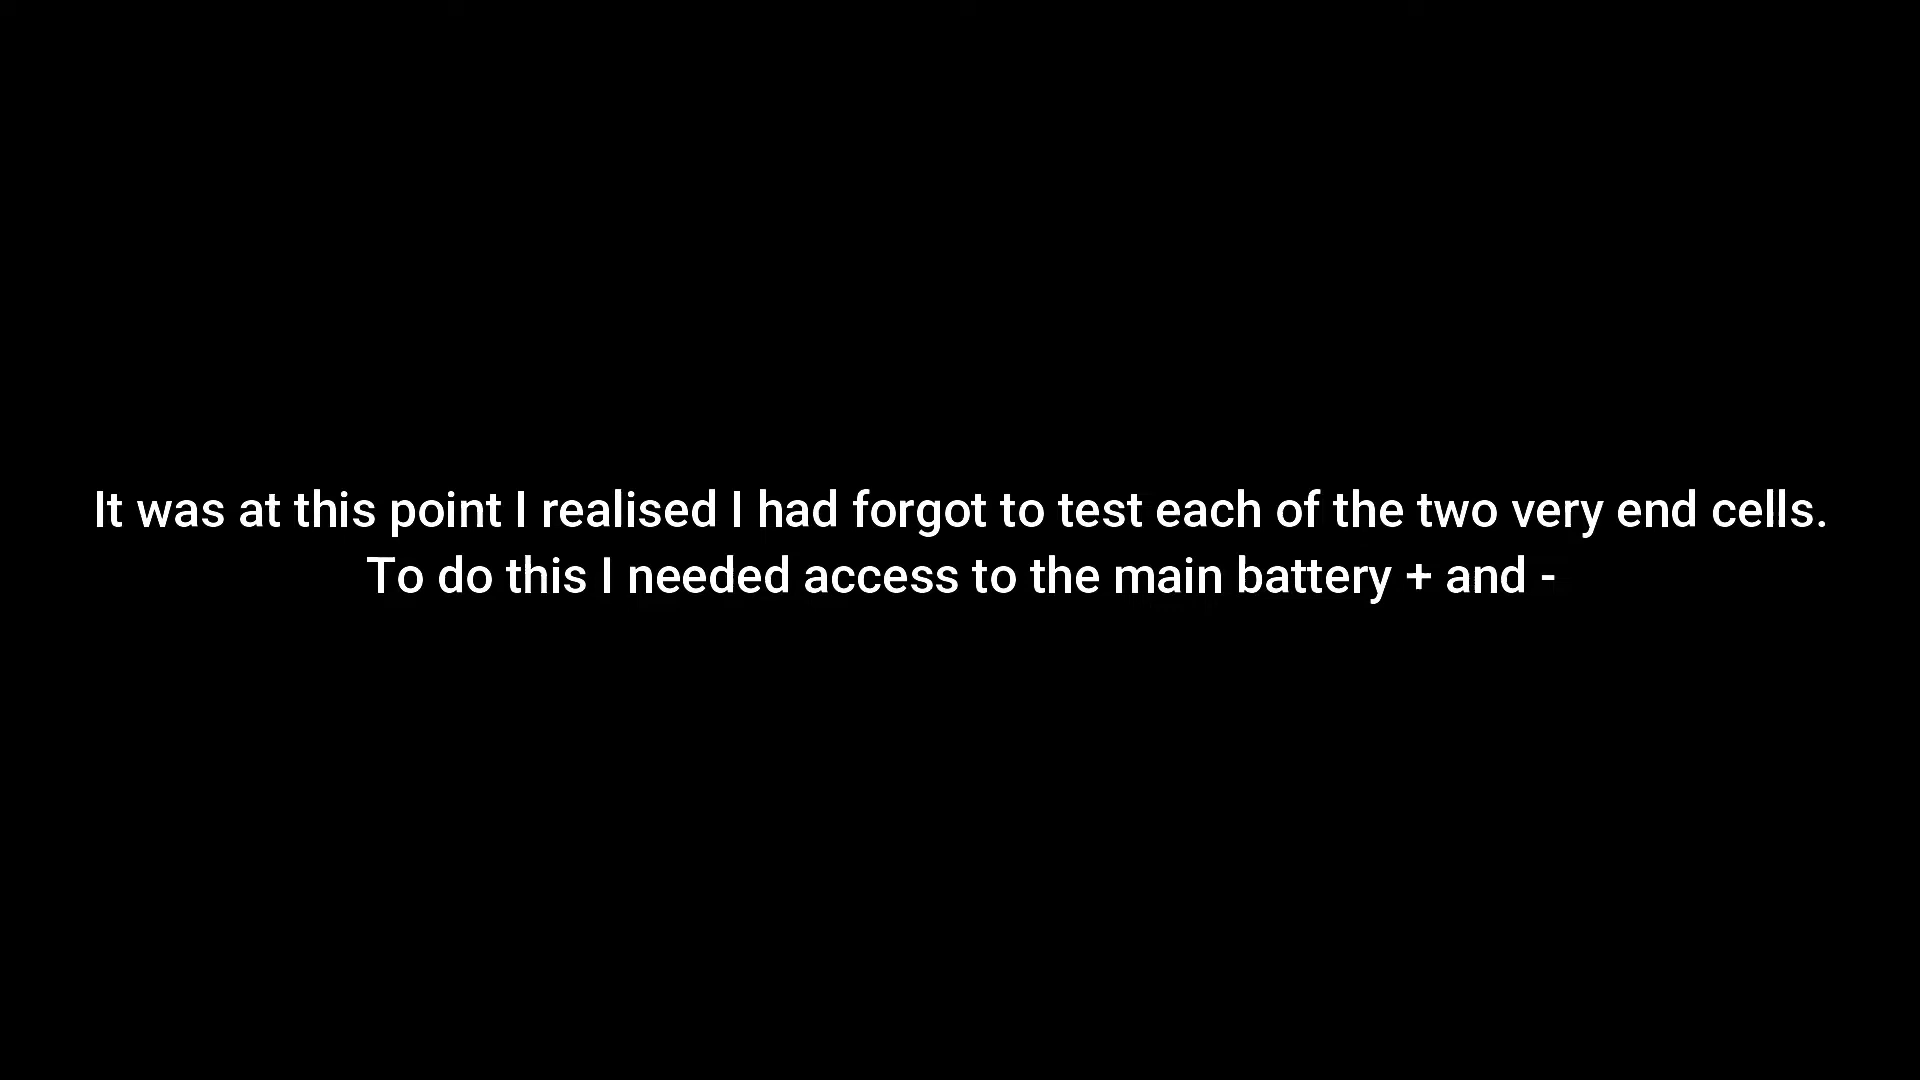 It was at this point I realised I had forgot to test each of the two very end cells.
To do this I needed access to the main battery + and -